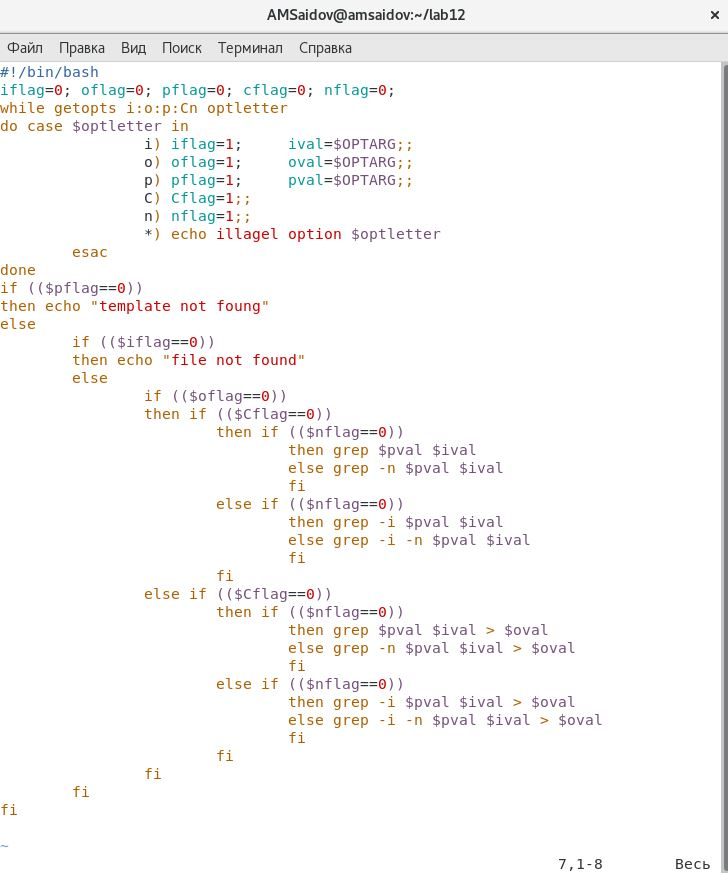 AMSaidov@amsaidov:~/lab12 ×
Файл Правка Вид Поиск Терминал Справка
#!/bin/bash
iflag=0; oflag=0; pflag=0; cflag=0; nflag=0;
while getopts i:o:p:Cn optletter
do case $optletter in
                i) iflag=1;     ival=$OPTARG;;
                o) oflag=1;     oval=$OPTARG;;
                p) pflag=1;     pval=$OPTARG;;
                C) Cflag=1;;
                n) nflag=1;;
                *) echo illagel option $optletter
        esac
done
if (($pflag==0))
then echo "template not foung"
else
        if (($iflag==0))
        then echo "file not found"
        else
                if (($oflag==0))
                then if (($Cflag==0))
                        then if (($nflag==0))
                                then grep $pval $ival
                                else grep -n $pval $ival
                                fi
                        else if (($nflag==0))
                                then grep -i $pval $ival
                                else grep -i -n $pval $ival
                                fi
                        fi
                else if (($Cflag==0))
                        then if (($nflag==0))
                                then grep $pval $ival > $oval
                                else grep -n $pval $ival > $oval
                                fi
                        else if (($nflag==0))
                                then grep -i $pval $ival > $oval
                                else grep -i -n $pval $ival > $oval
                                fi
                        fi
                fi
        fi
fi
~
7,1-8 Весь